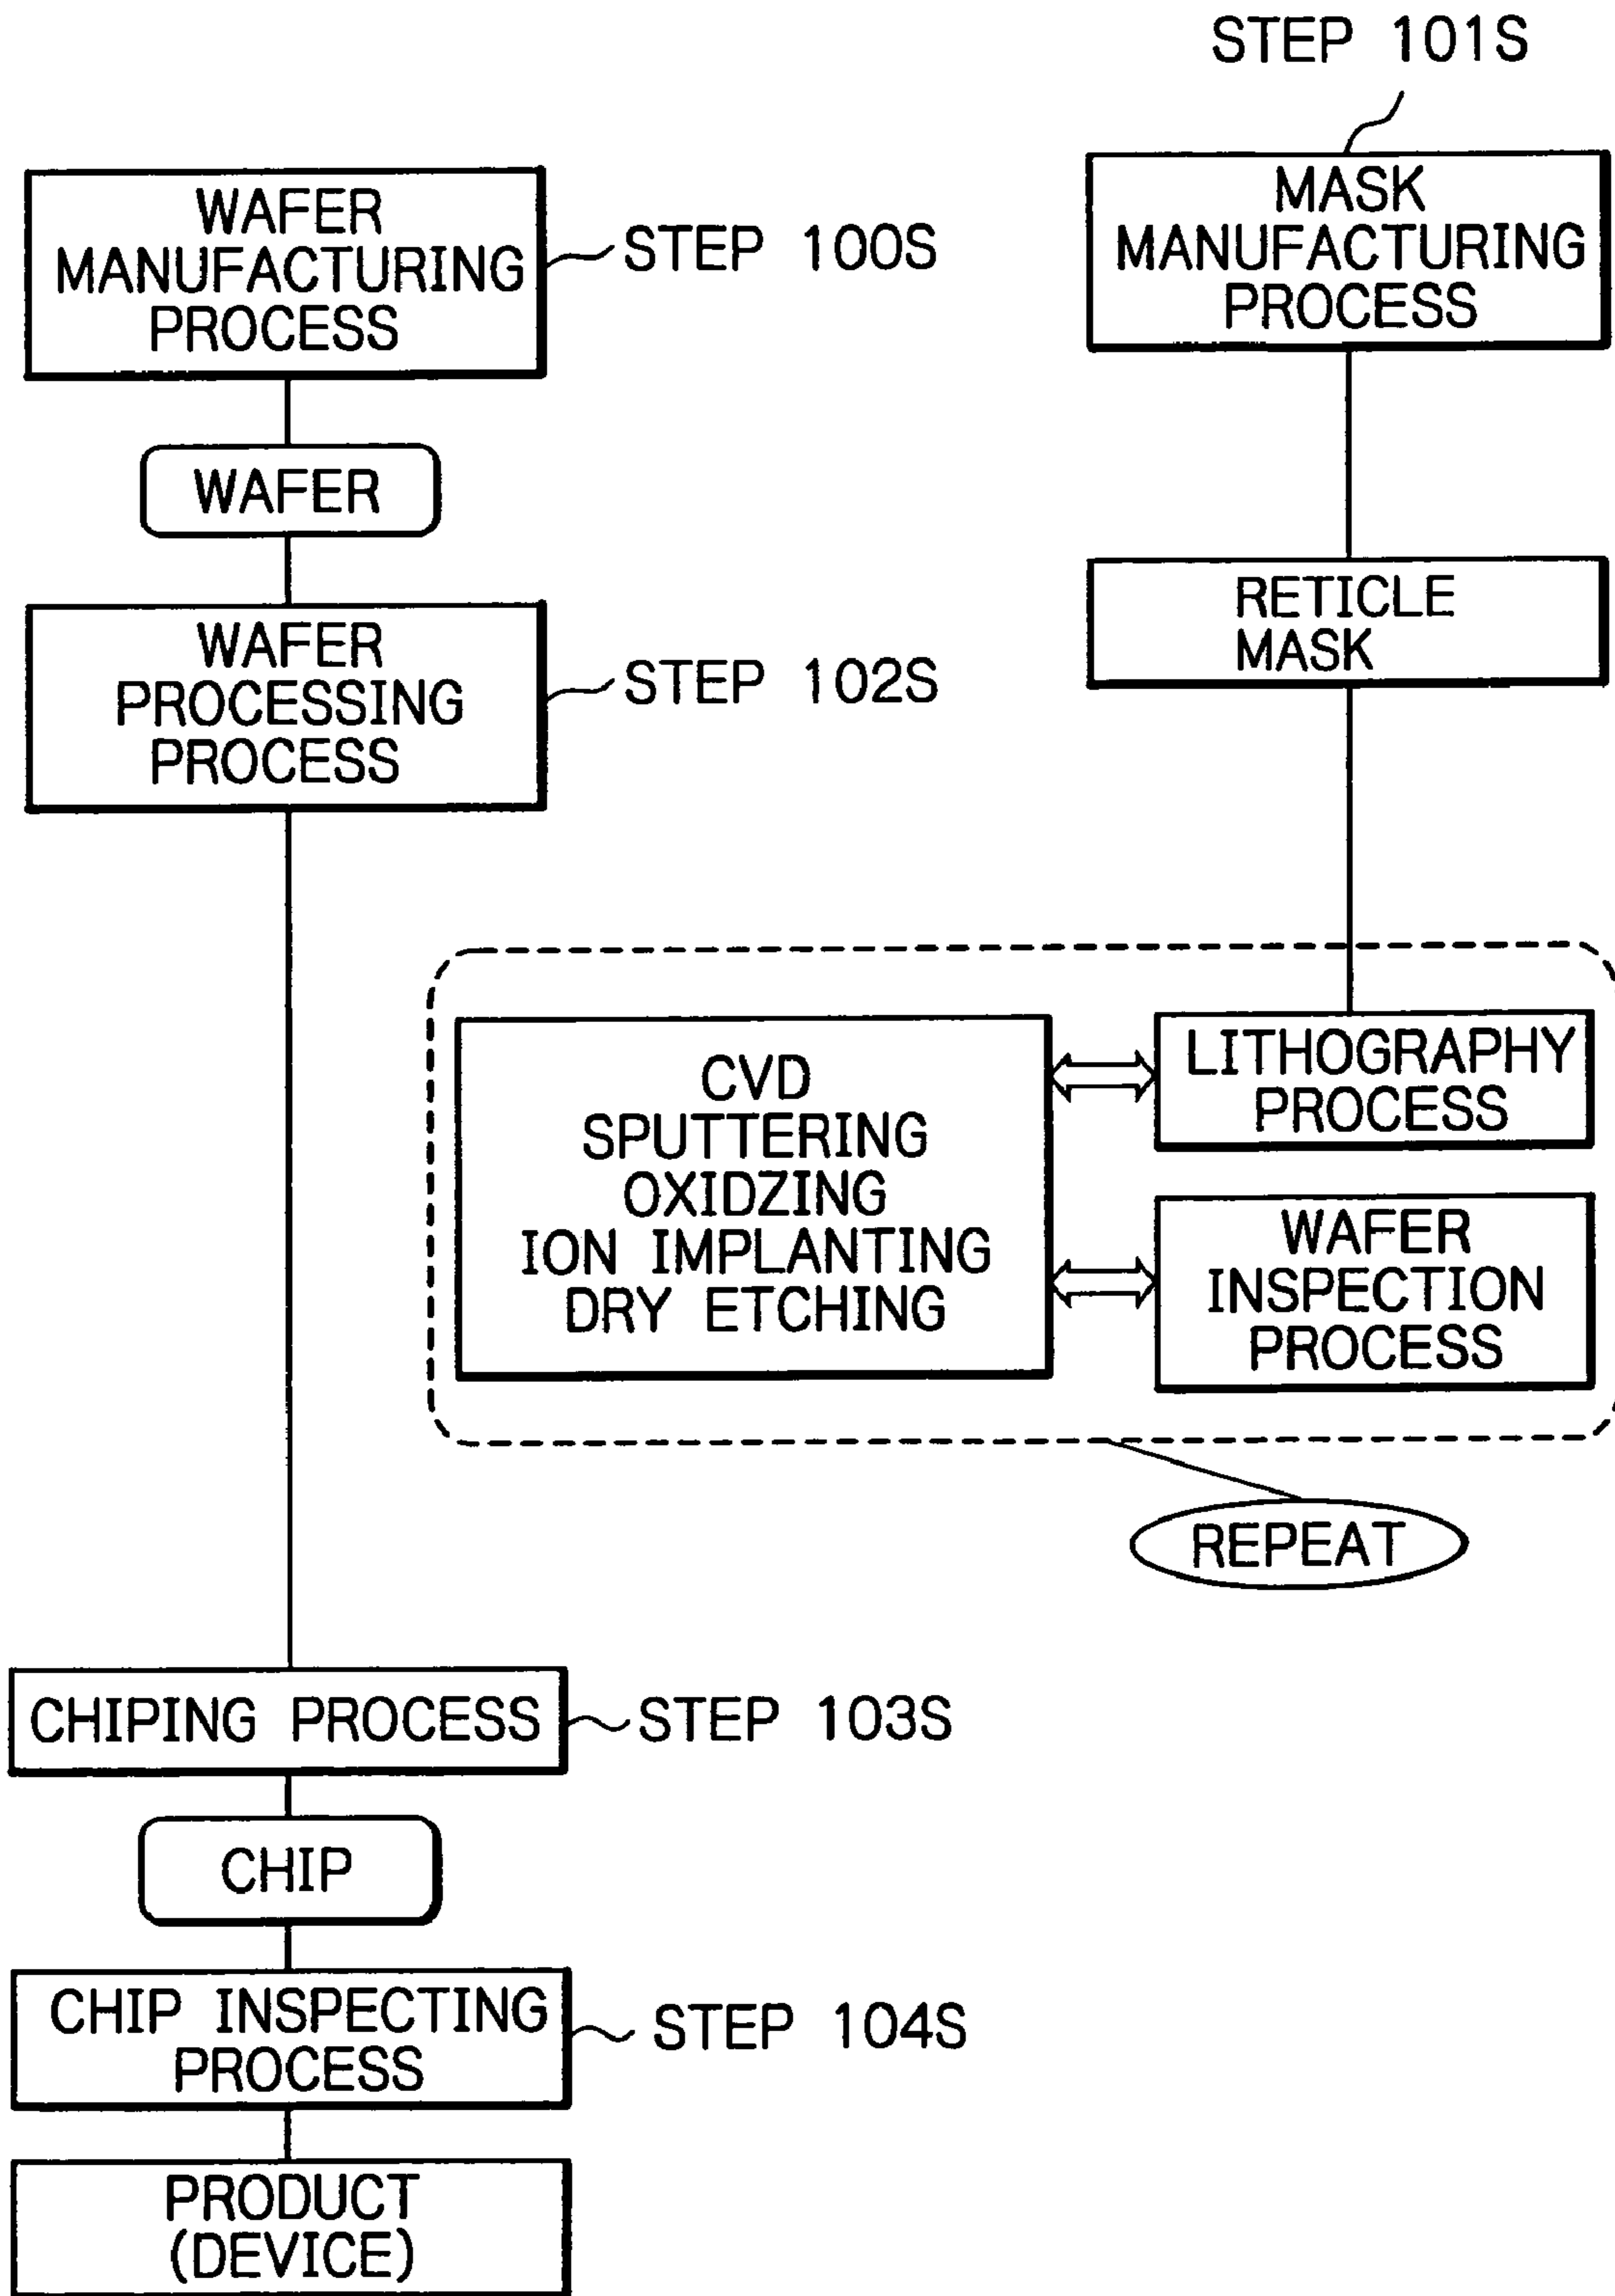 STEP 101S
WAFER
MANUFACTURING
PROCESS
STEP 100S
MASK
MANUFACTURING
PROCESS
WAFER
RETICLE
MASK
WAFER
PROCESSING
PROCESS
STEP 102S
CVD
SPUTTERING
OXIDZING
ION IMPLANTING
DRY ETCHING
LITHOGRAPHY
PROCESS
WAFER
INSPECTION
PROCESS
REPEAT
CHIPING PROCESS
STEP 103S
CHIP
CHIP INSPECTING
PROCESS
STEP 104S
PRODUCT
(DEVICE)